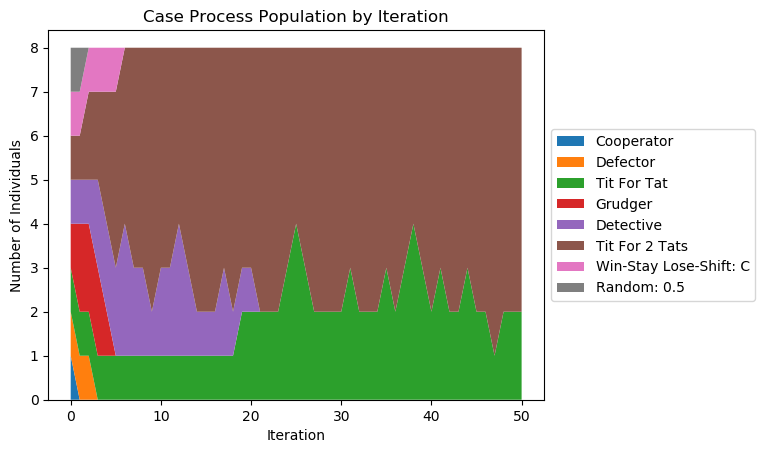 Case Process Population by Iteration
Number of Individuals
8
7
6
5
4
3
2
1
0
0 10 20 30 40 50
Iteration
Cooperator
Defector
Tit For Tat
Grudger
Detective
Tit For 2 Tats
Win-Stay Lose-Shift: C
Random: 0.5